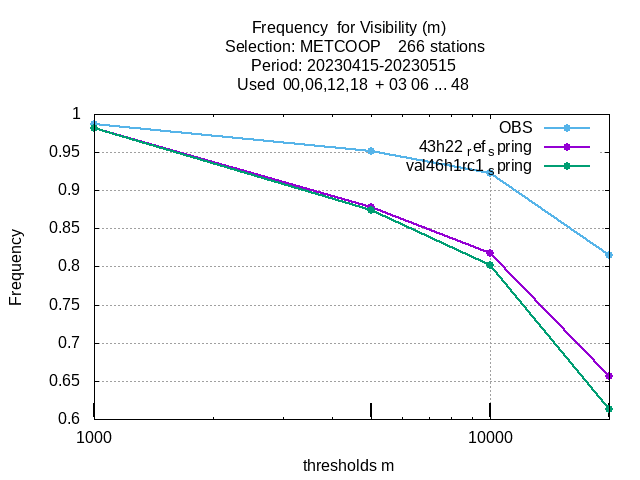 Frequency for Visibility (m)
Selection: METCOOP 266 stations
Period: 20230415-20230515
Used 00,06,12,18 + 03 06 ... 48
OBS
43h22 ref s pring
val46h1rc1 s pring
1
0.95
0.9
0.85
0.8
0.75
0.7
0.65
0.6
Frequency
1000
10000
thresholds m